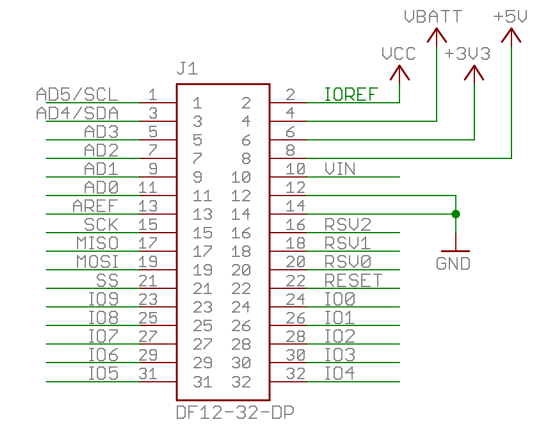 VBATT +5V
VCC +3V3
J1
AD5/SCL 1 1 2 2 IOREF
AD4/SDA 3 3 4 4
AD3 5 5 6 6
AD2 7 7 8 8
AD1 9 9 10 10 VIN
AD0 11 11 12 12
AREF 13 13 14 14
SCK 15 15 16 16 RSV2
MISO 17 17 18 18 RSV1
MOSI 19 19 20 20 RSV0
SS 21 21 22 22 RESET
IO9 23 23 24 24 IO0
IO8 25 25 26 26 IO1
IO7 27 27 28 28 IO2
IO6 29 29 30 30 IO3
IO5 31 31 32 32 IO4
GND
DF12-32-DP